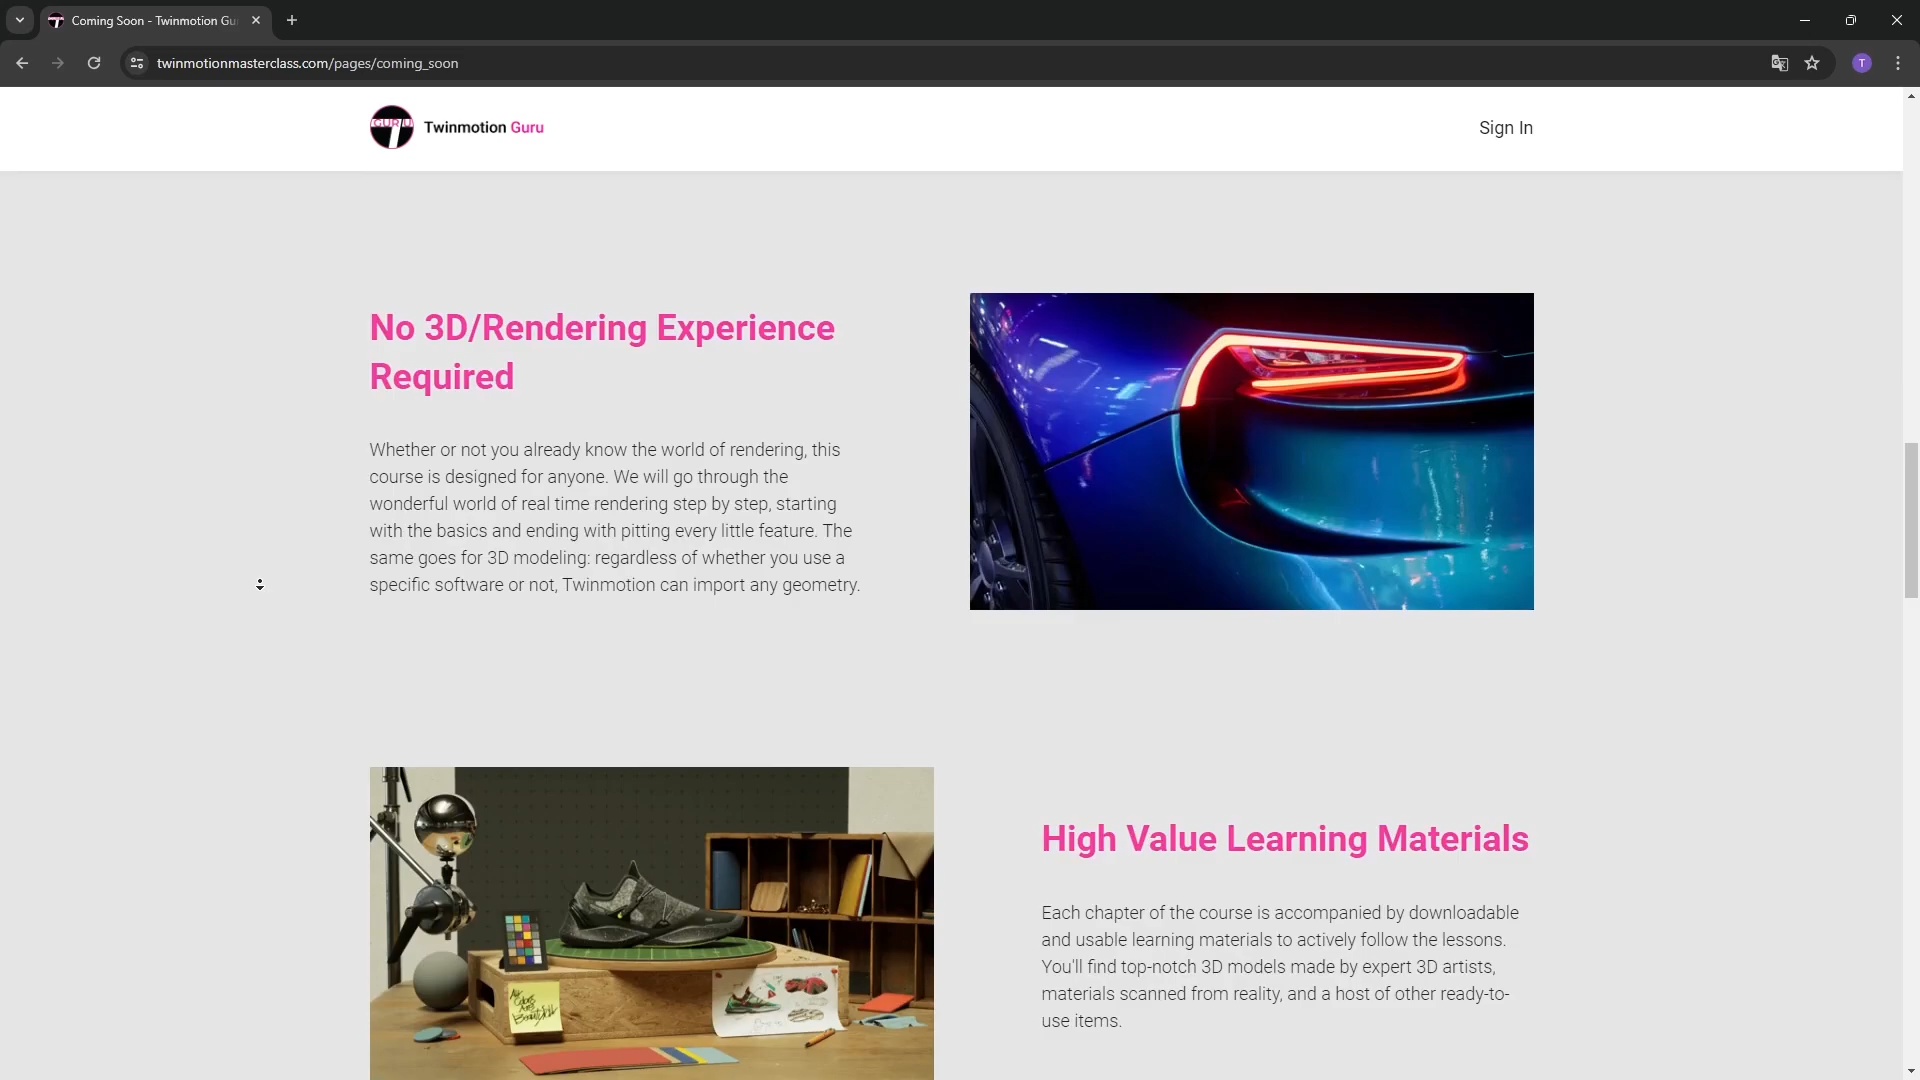 Coming Soon - Twinmotion Gu
twinmotionmasterclass.com/pages/coming_soon
T
GURU
Twinmotion Guru
Sign In
No 3D/Rendering Experience
Required
Whether or not you already know the world of rendering, this
course is designed for anyone. We will go through the
wonderful world of real time rendering step by step, starting
with the basics and ending with pitting every little feature. The
same goes for 3D modeling: regardless of whether you use a
specific software or not, Twinmotion can import any geometry.
High Value Learning Materials
Each chapter of the course is accompanied by downloadable
and usable learning materials to actively follow the lessons.
You'll find top-notch 3D models made by expert 3D artists,
materials scanned from reality, and a host of other ready-to-
use items.
All
Colors
Are
Beautiful